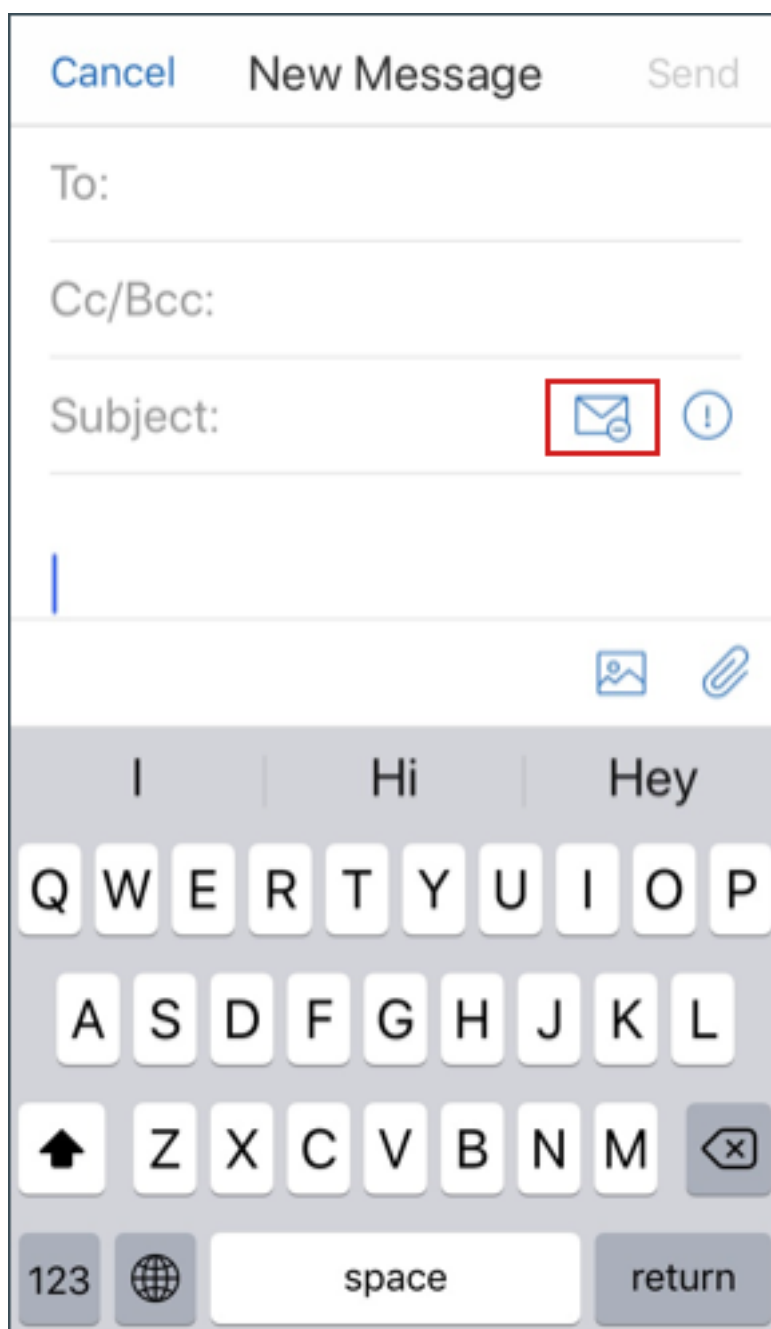 Cancel New Message Send
To:
Cc/Bcc:
Subject:
I Hi Hey
Q W E R T Y U I O P
A S D F G H J K L
Z X C V B N M
123 space return